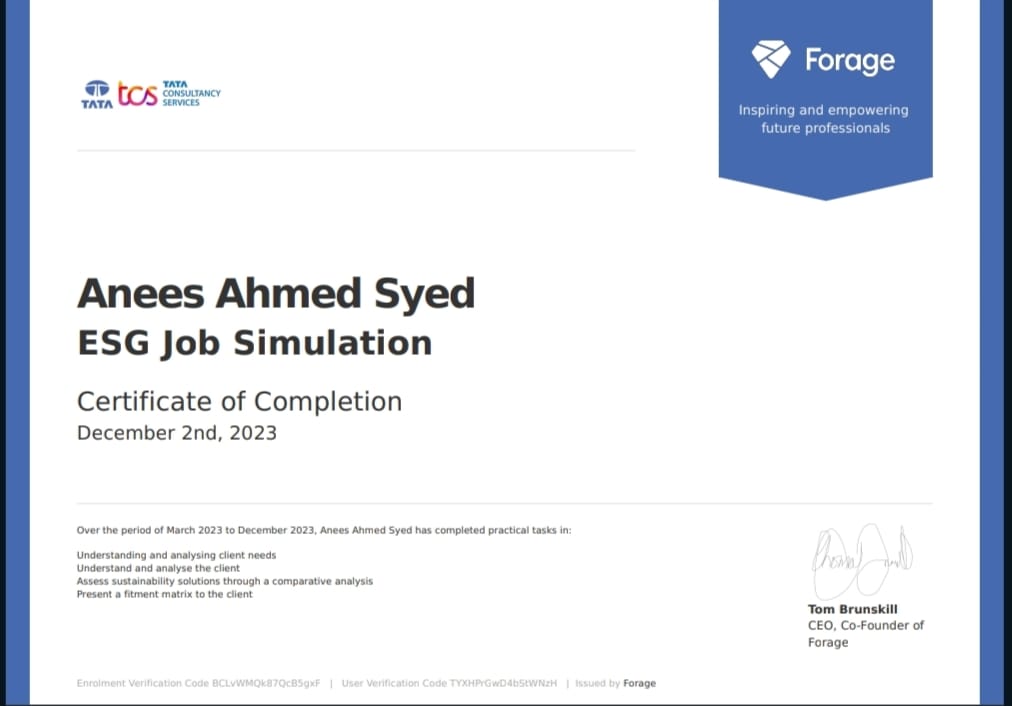 TATA
tcs
TATA
CONSULTANCY
SERVICES
Forage
Inspiring and empowering
future professionals
Anees Ahmed Syed
ESG Job Simulation
Certificate of Completion
December 2nd, 2023
Over the period of March 2023 to December 2023, Anees Ahmed Syed has completed practical tasks in:
Understanding and analysing client needs
Understand and analyse the client
Assess sustainability solutions through a comparative analysis
Present a fitment matrix to the client
Tom Brunskill
CEO, Co-Founder of
Forage
Enrolment Verification Code BCLvWMQk87QcB5gxF | User Verification Code TYXHPrGwD4bStWNzH | Issued by Forage